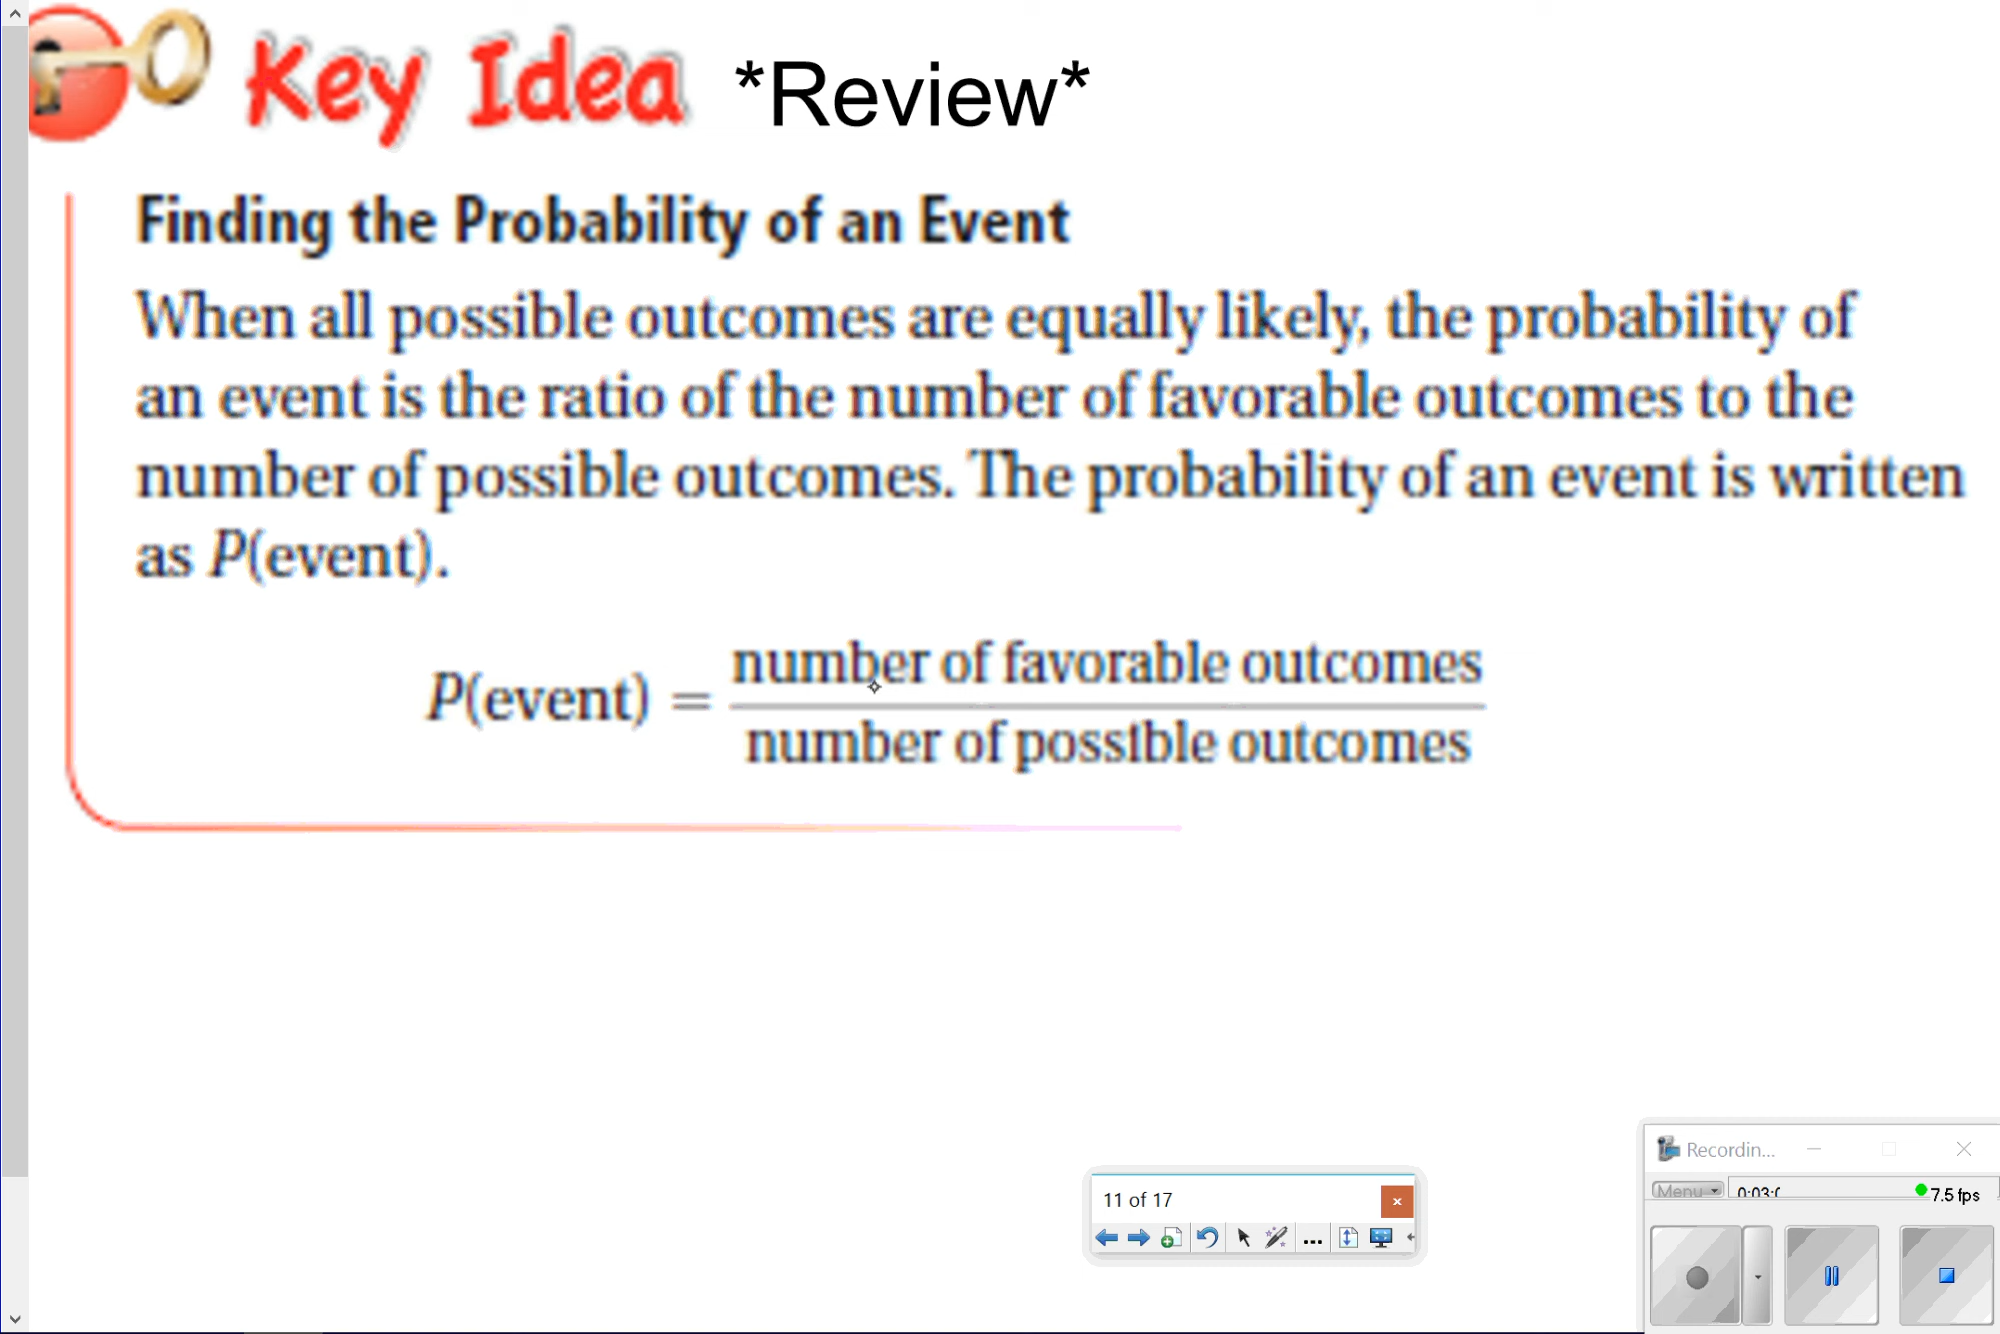 Key Idea *Review*
Finding the Probability of an Event
When all possible outcomes are equally likely, the probability of
an event is the ratio of the number of favorable outcomes to the
number of possible outcomes. The probability of an event is written
as P(event).
number of favorable outcomes
P(event) =
number of possible outcomes
11 of 17
Recordin...
Menu
7.5 fps